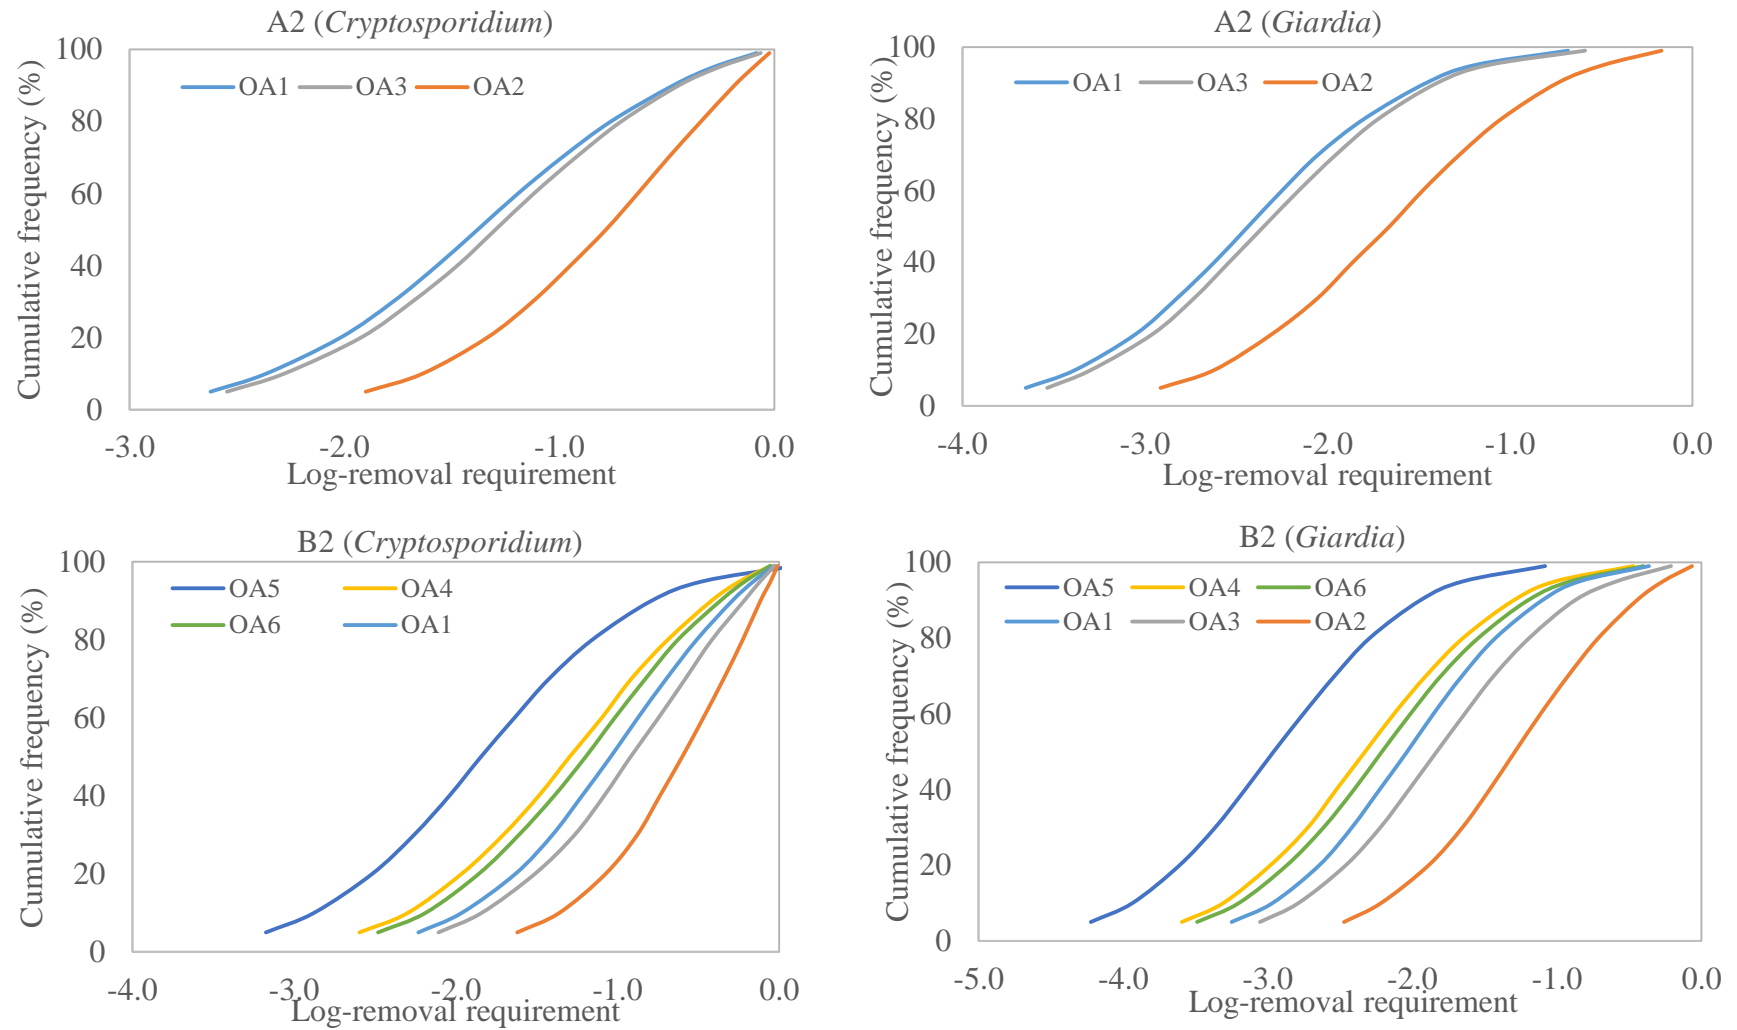 A2 (Cryptosporidium)
Cumulative frequency (%)
100
80
60
40
20
0
OA1 OA3 OA2
-3.0 -2.0 -1.0 0.0
Log-removal requirement
A2 (Giardia)
Cumulative frequency (%)
100
80
60
40
20
0
OA1 OA3 OA2
-4.0 -3.0 -2.0 -1.0 0.0
Log-removal requirement
B2 (Cryptosporidium)
Cumulative frequency (%)
100
80
60
40
20
0
OA5 OA4
OA6 OA1
-4.0 -3.0 -2.0 -1.0 0.0
Log-removal requirement
B2 (Giardia)
Cumulative frequency (%)
100
80
60
40
20
0
OA5 OA4 OA6
OA1 OA3 OA2
-5.0 -4.0 -3.0 -2.0 -1.0 0.0
Log-removal requirement